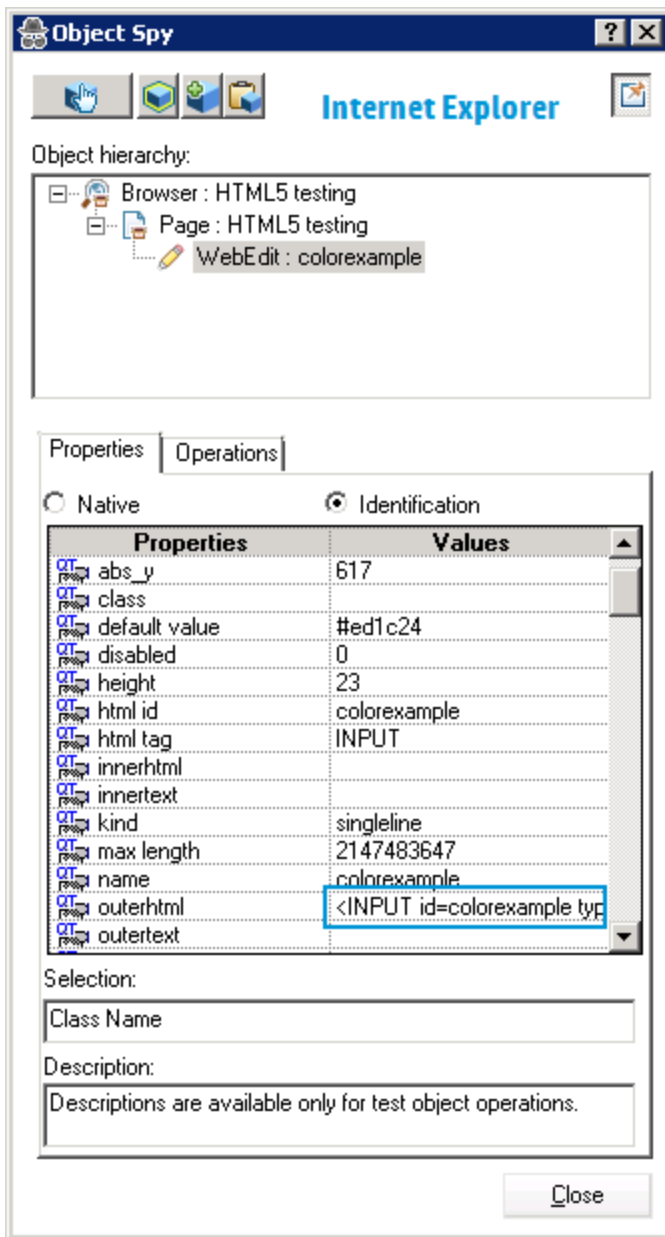 Object Spy
Internet Explorer
Object hierarchy:
Browser : HTML5 testing
Page : HTML5 testing
WebEdit : colorexample
Properties Operations
Native Identification
Properties Values
abs_y 617
class
default value #ed1c24
disabled 0
height 23
html id colorexample
html tag INPUT
innerhtml
innertext
kind singleline
max length 2147483647
name colorexample
outerhtml <INPUT id=colorexample typ
outertext
Selection:
Class Name
Description:
Descriptions are available only for test object operations.
Close